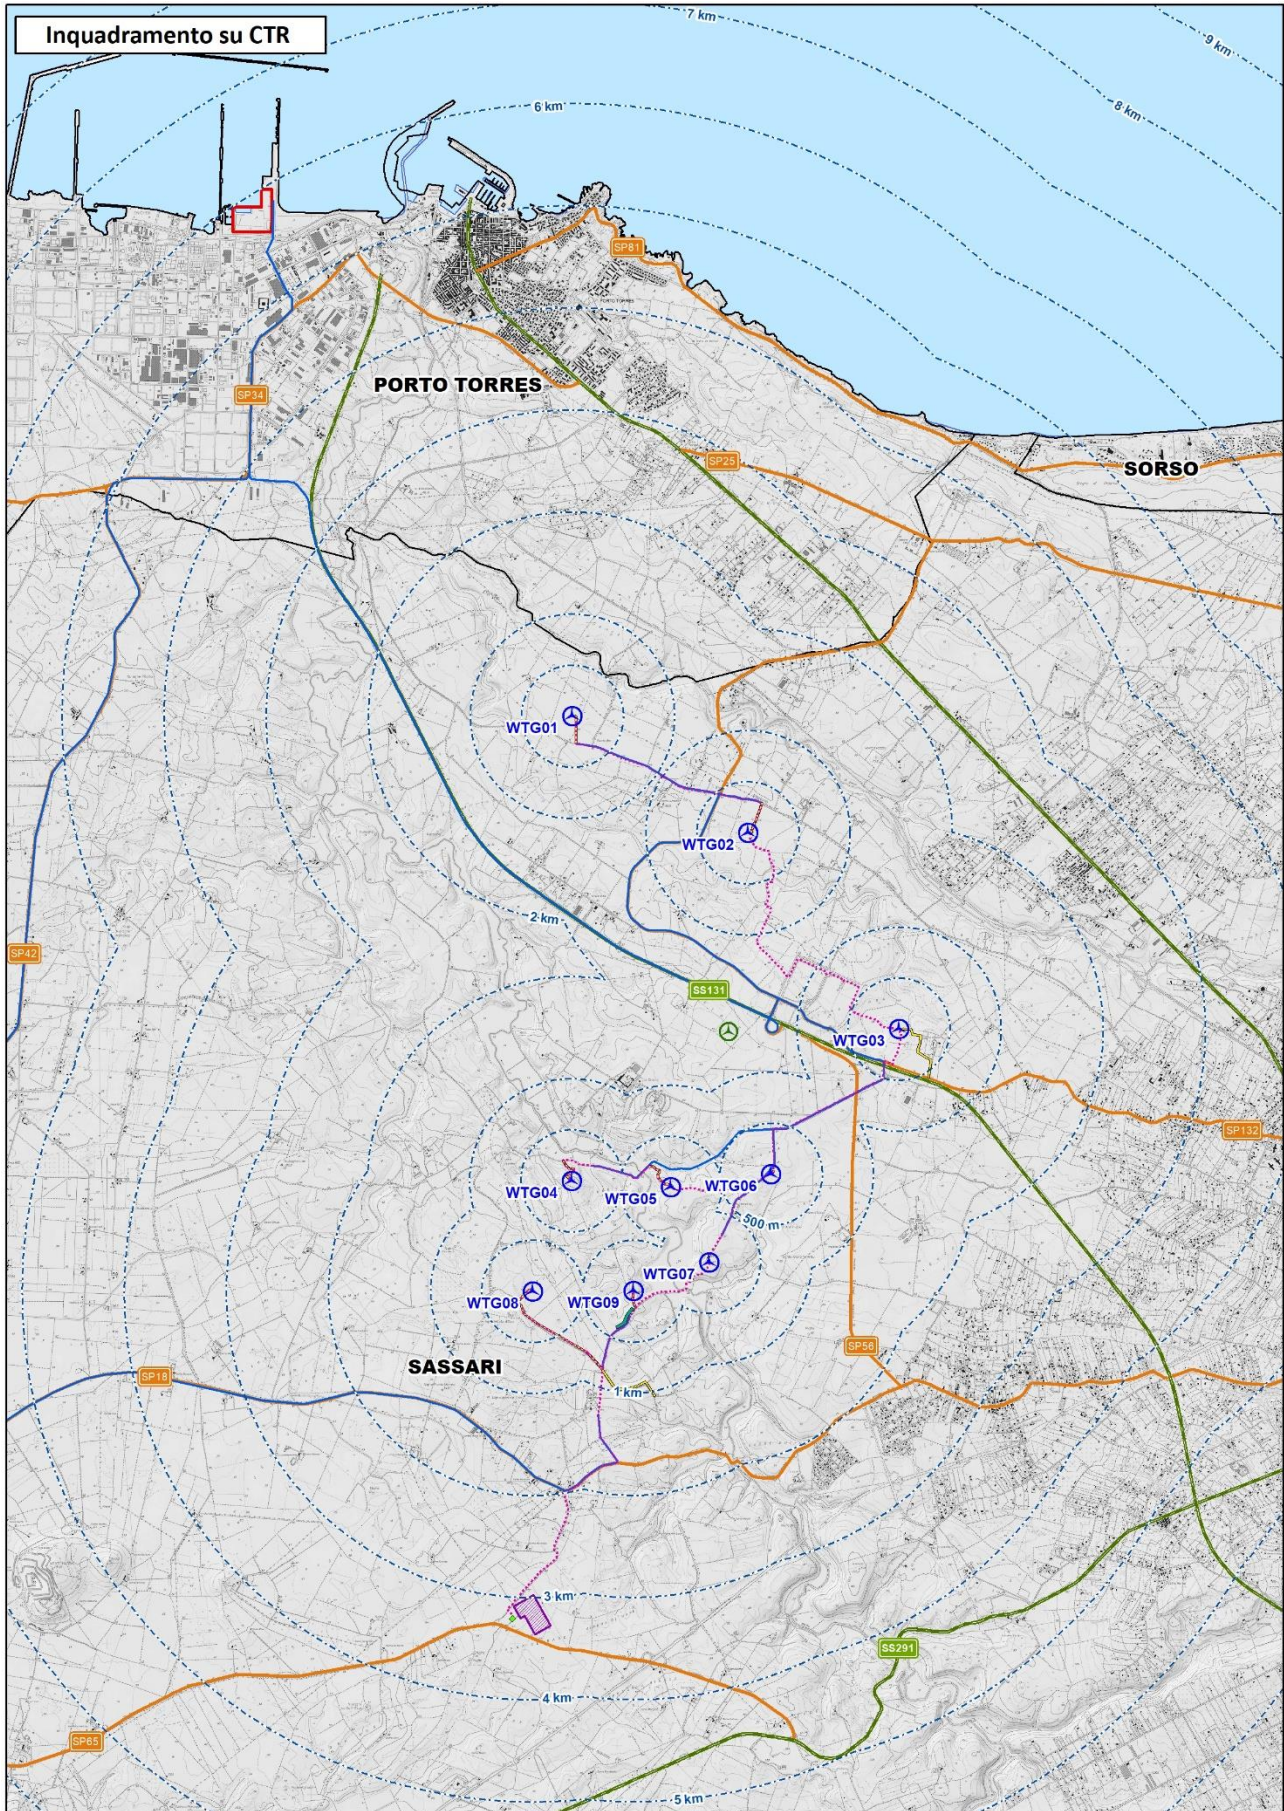 Inquadramento su CTR
7 km
9 km
8 km
6 km
SP81
PORTO TORRES
PORTO TORRES
SP34
SP25
SORSO
WTG01
WTG02
2 km
SP42
SS131
WTG03
SP132
WTG04
WTG05
WTG06
500 m
WTG07
WTG08
WTG09
SP56
SASSARI
SP18
1 km
3 km
SS291
4 km
SP65
5 km